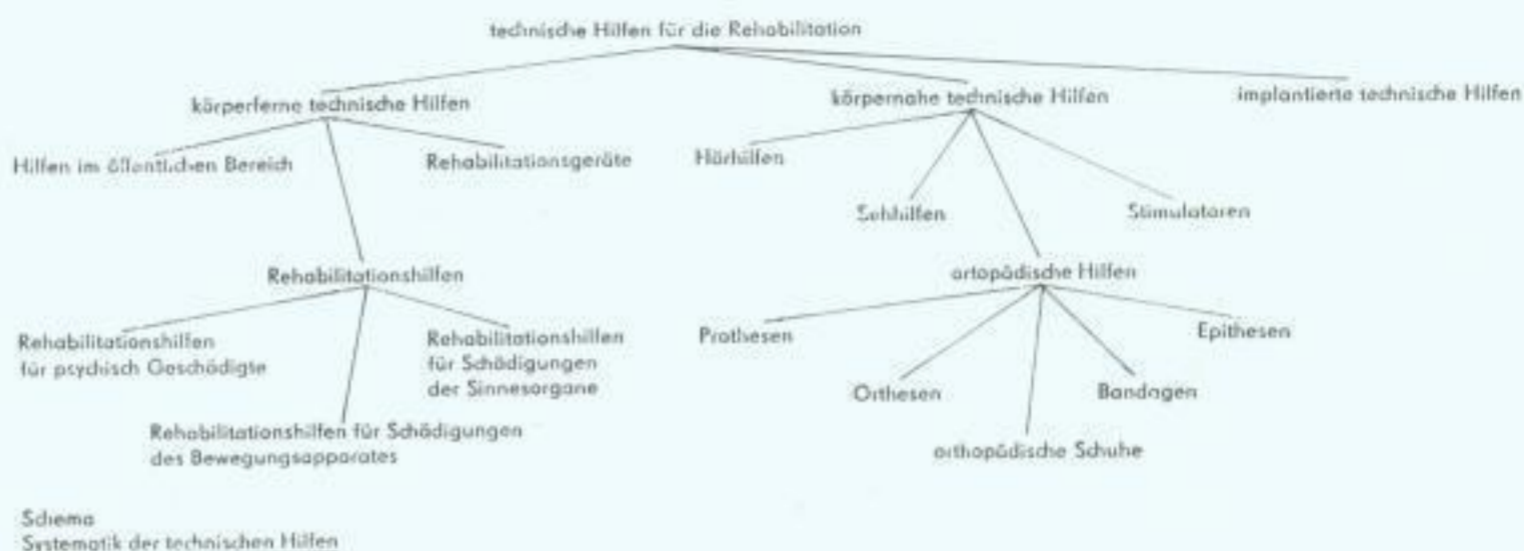 technische Hilfen für die Rehabilitation
körperferne technische Hilfen
körpernahe technische Hilfen
implantierte technische Hilfen
Hilfen im öffentlichen Bereich
Rehabilitationsgeräte
Hörhilfen
Sehhilfen
Stimulatoren
Rehabilitationshilfen
ortopädische Hilfen
Rehabilitationshilfen
für psychisch Geschädigte
Rehabilitationshilfen
für Schädigungen
der Sinnesorgane
Prothesen
Epithesen
Orthesen
Bandagen
Rehabilitationshilfen für Schädigungen
des Bewegungsapparates
orthopädische Schuhe
Schema
Systematik der technischen Hilfen